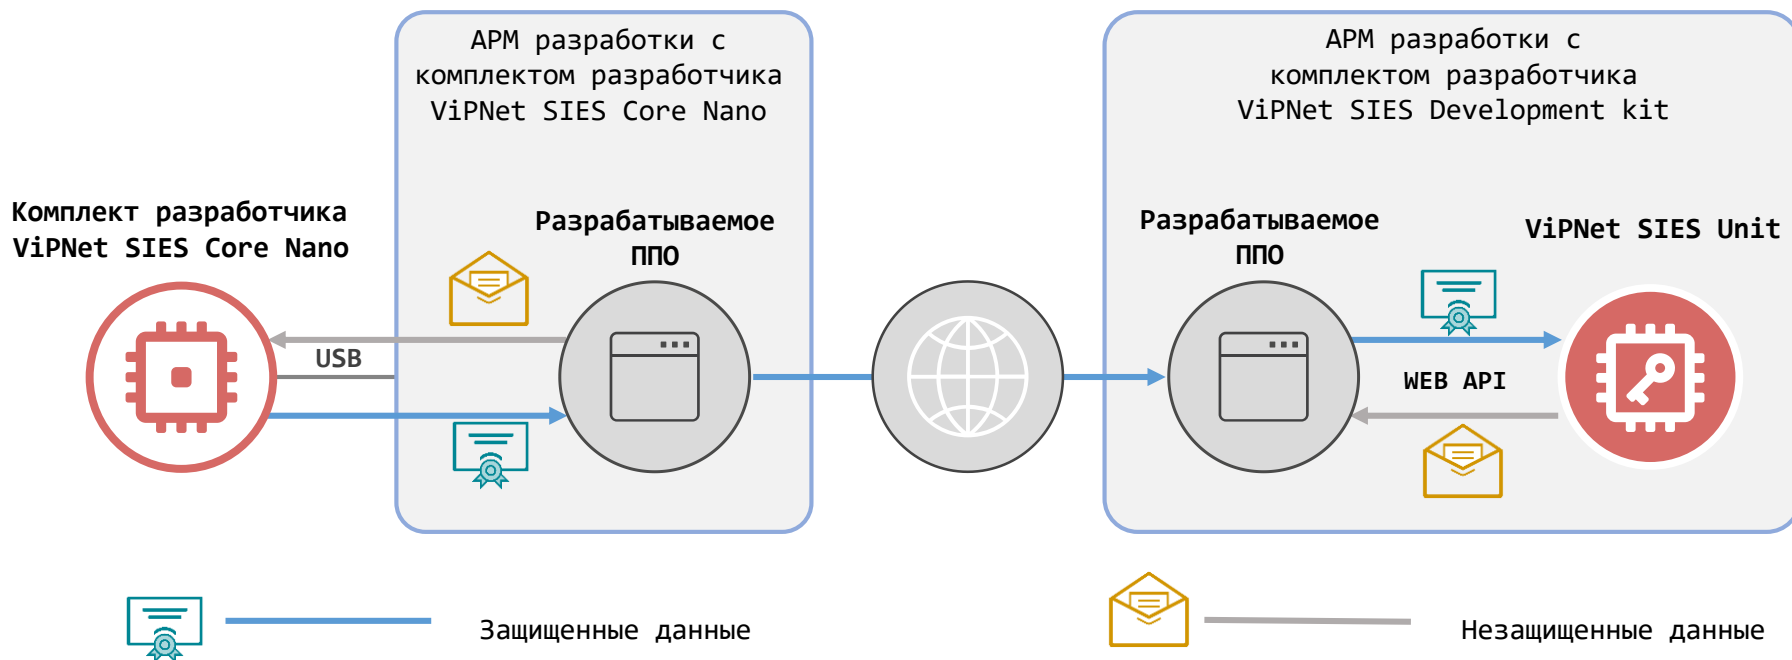 АРМ разработки с
комплектом разработчика
ViPNet SIES Core Nano
АРМ разработки с
комплектом разработчика
ViPNet SIES Development kit
Комплект разработчика
ViPNet SIES Core Nano
Разрабатываемое
ППО
Разрабатываемое
ППО
ViPNet SIES Unit
USB
WEB API
Защищенные данные
Незащищенные данные